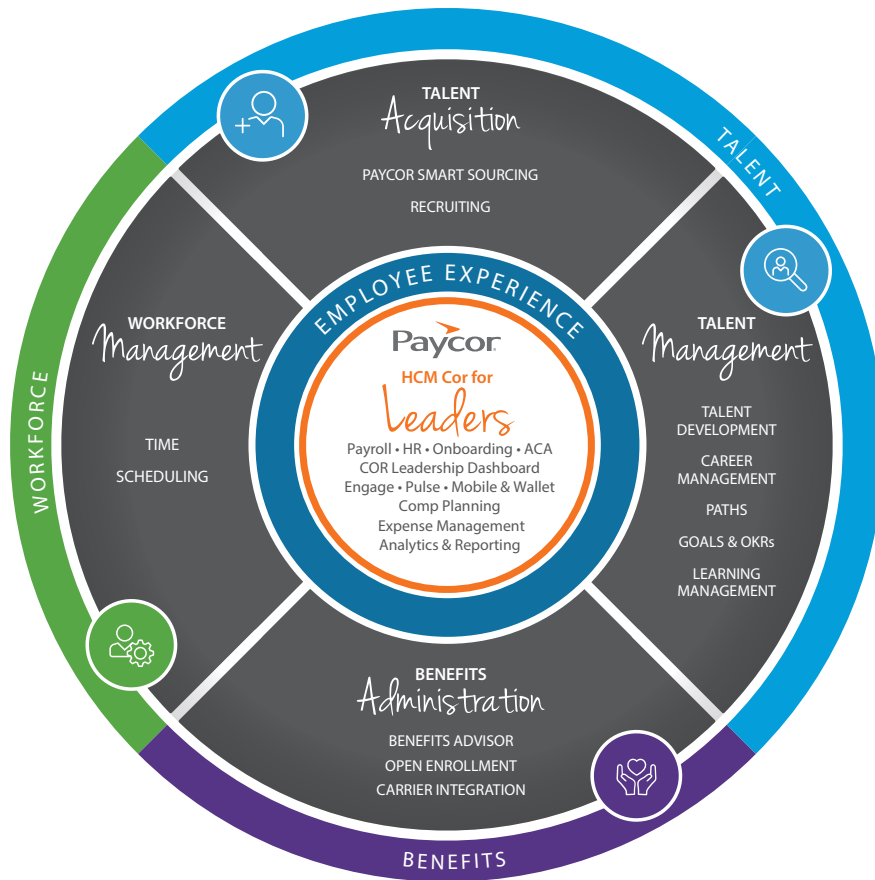 TALENT
Acquisition
PAYCOR SMART SOURCING
RECRUITING
TALENT
EMPLOYEE EXPERIENCE
WORKFORCE
Management
TIME
SCHEDULING
WORKFORCE
Paycor
HCM Cor for
Leaders
Payroll • HR • Onboarding • ACA
COR Leadership Dashboard
Engage • Pulse • Mobile & Wallet
Comp Planning
Expense Management
Analytics & Reporting
TALENT
Management
TALENT
DEVELOPMENT
CAREER
MANAGEMENT
PATHS
GOALS & OKRs
LEARNING
MANAGEMENT
BENEFITS
Administration
BENEFITS ADVISOR
OPEN ENROLLMENT
CARRIER INTEGRATION
BENEFITS